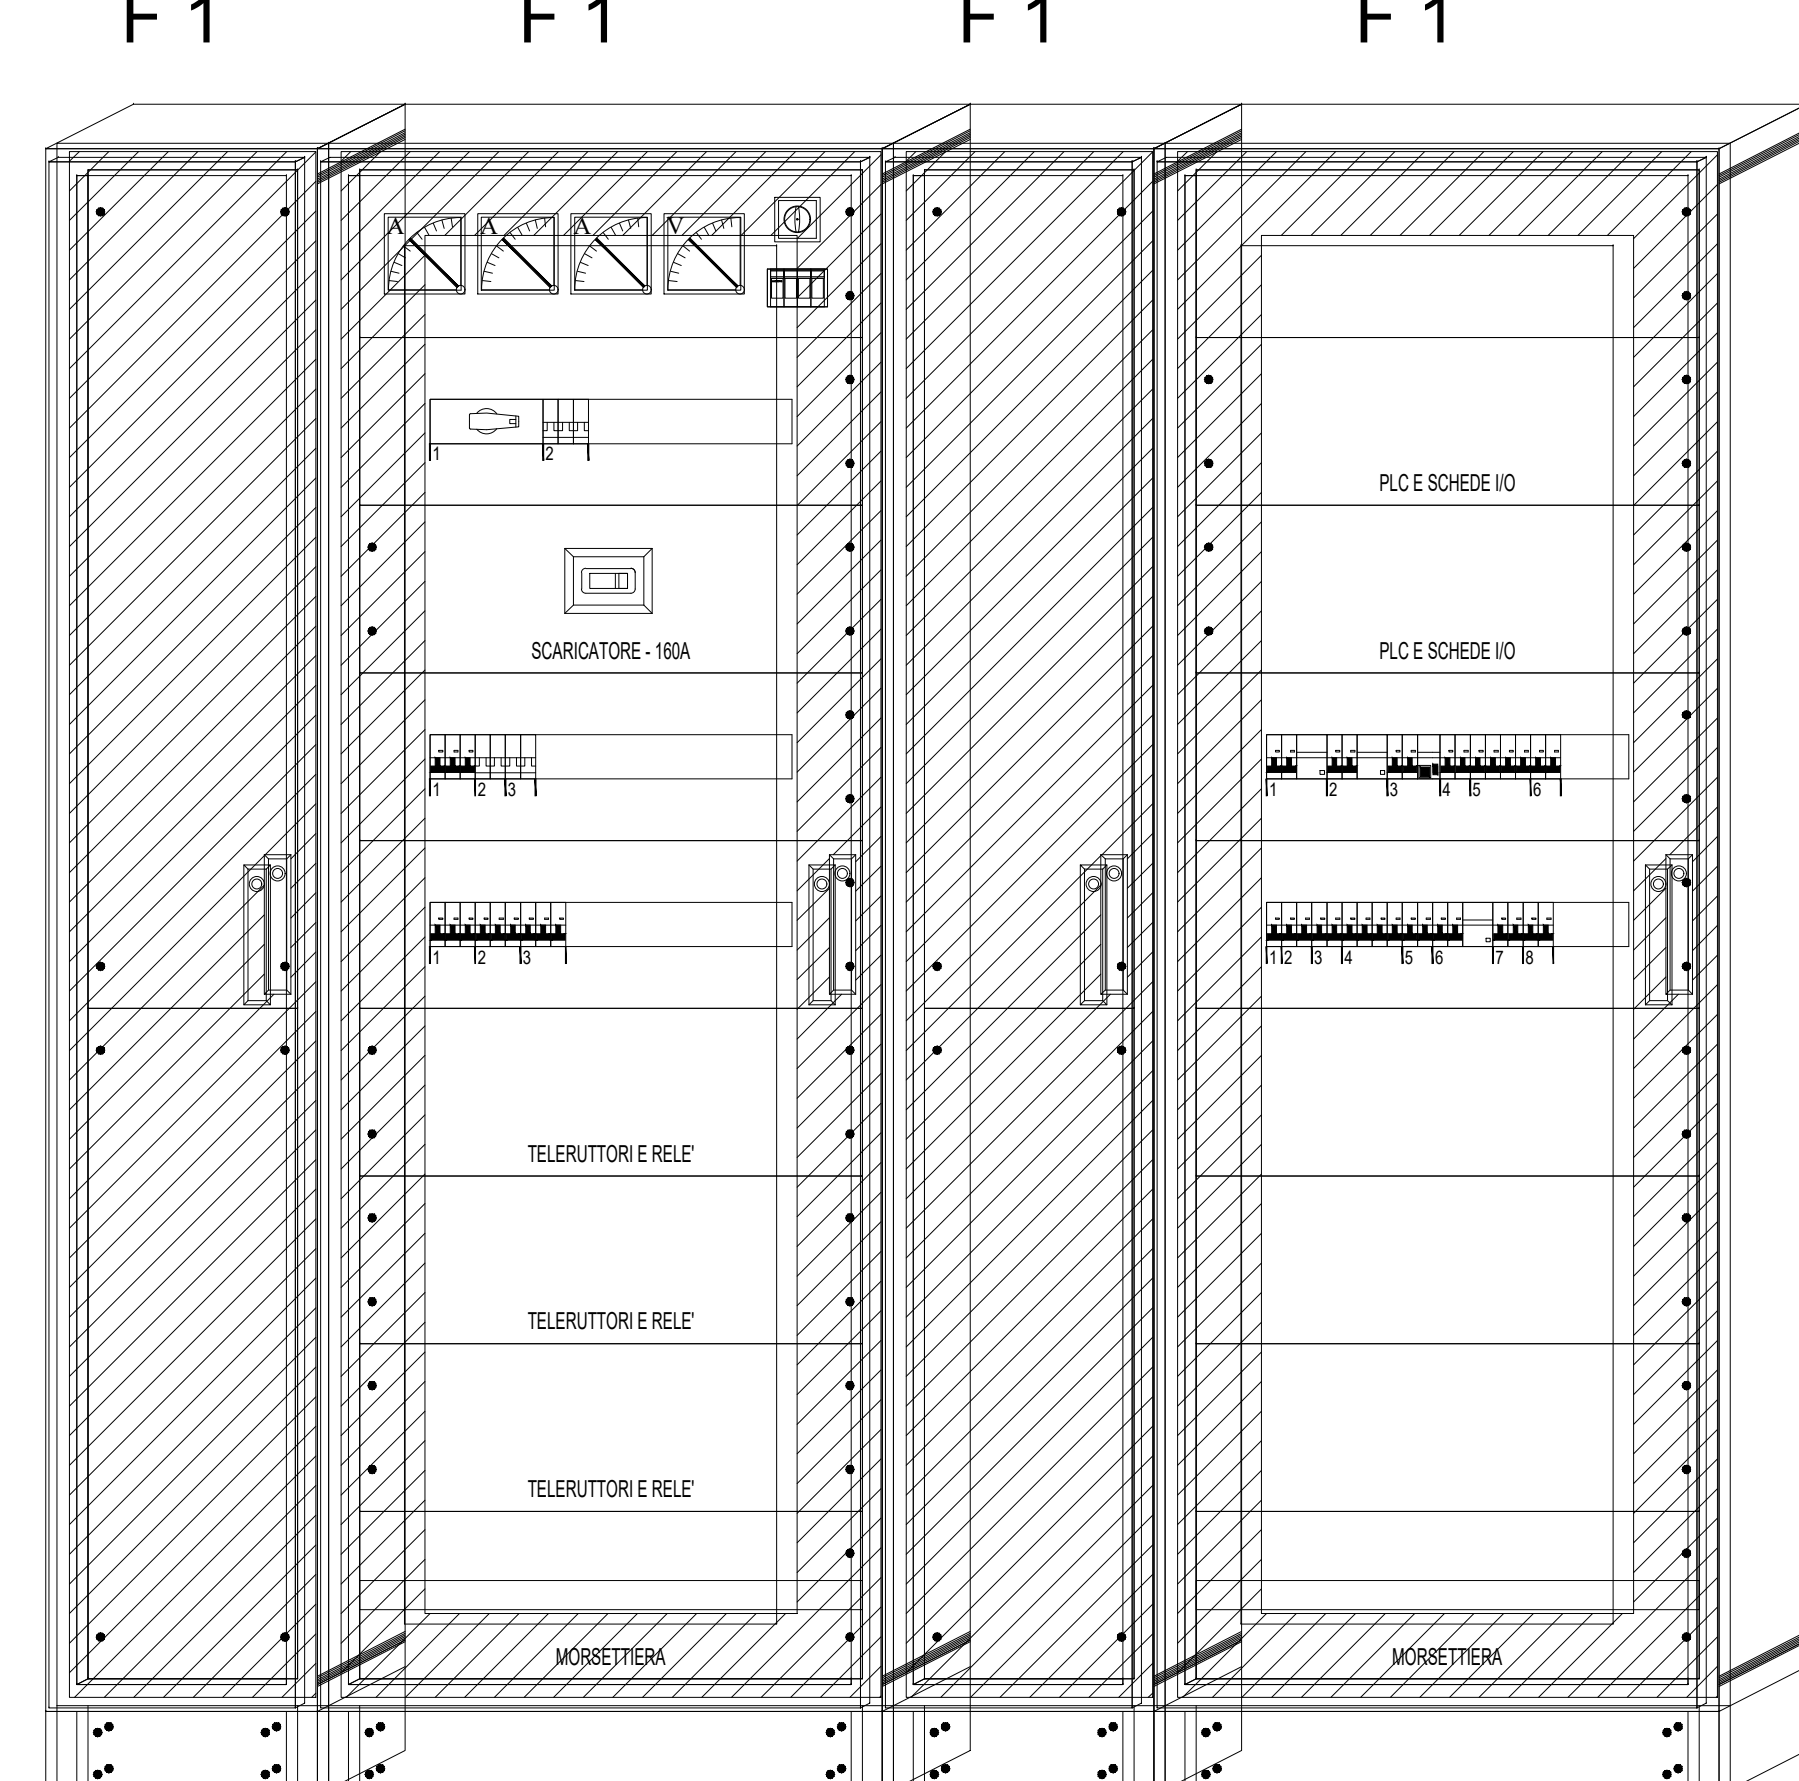 F 1 F 1 F 1 F 1
A A A V
1 2
PLC E SCHEDE I/O
SCARICATORE - 160A
PLC E SCHEDE I/O
1 2 3
1 2 3 4 5 6
1 2 3
1 2 3 4 5 6 7 8
TELERUTTORI E RELE'
TELERUTTORI E RELE'
TELERUTTORI E RELE'
MORSETTIERA
MORSETTIERA